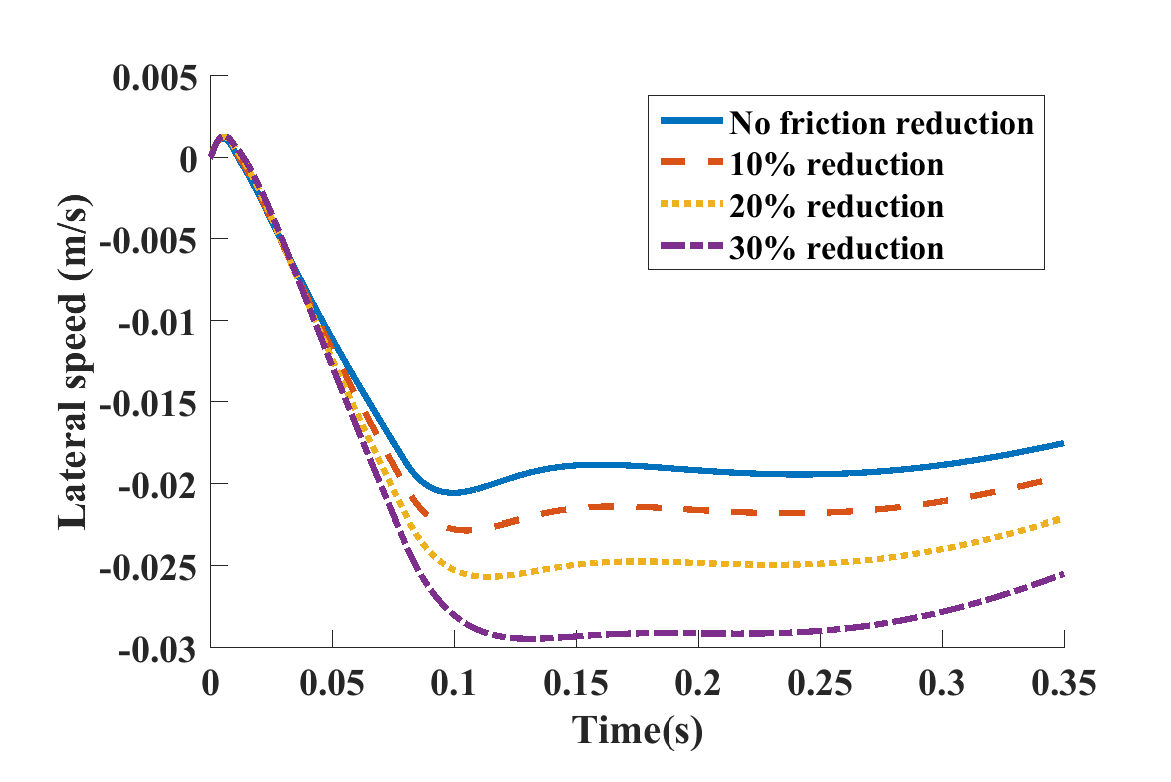 0.005
0
-0.005
-0.01
-0.015
-0.02
-0.025
-0.03
Lateral speed (m/s)
No friction reduction
10% reduction
20% reduction
30% reduction
0 0.05 0.1 0.15 0.2 0.25 0.3 0.35
Time(s)